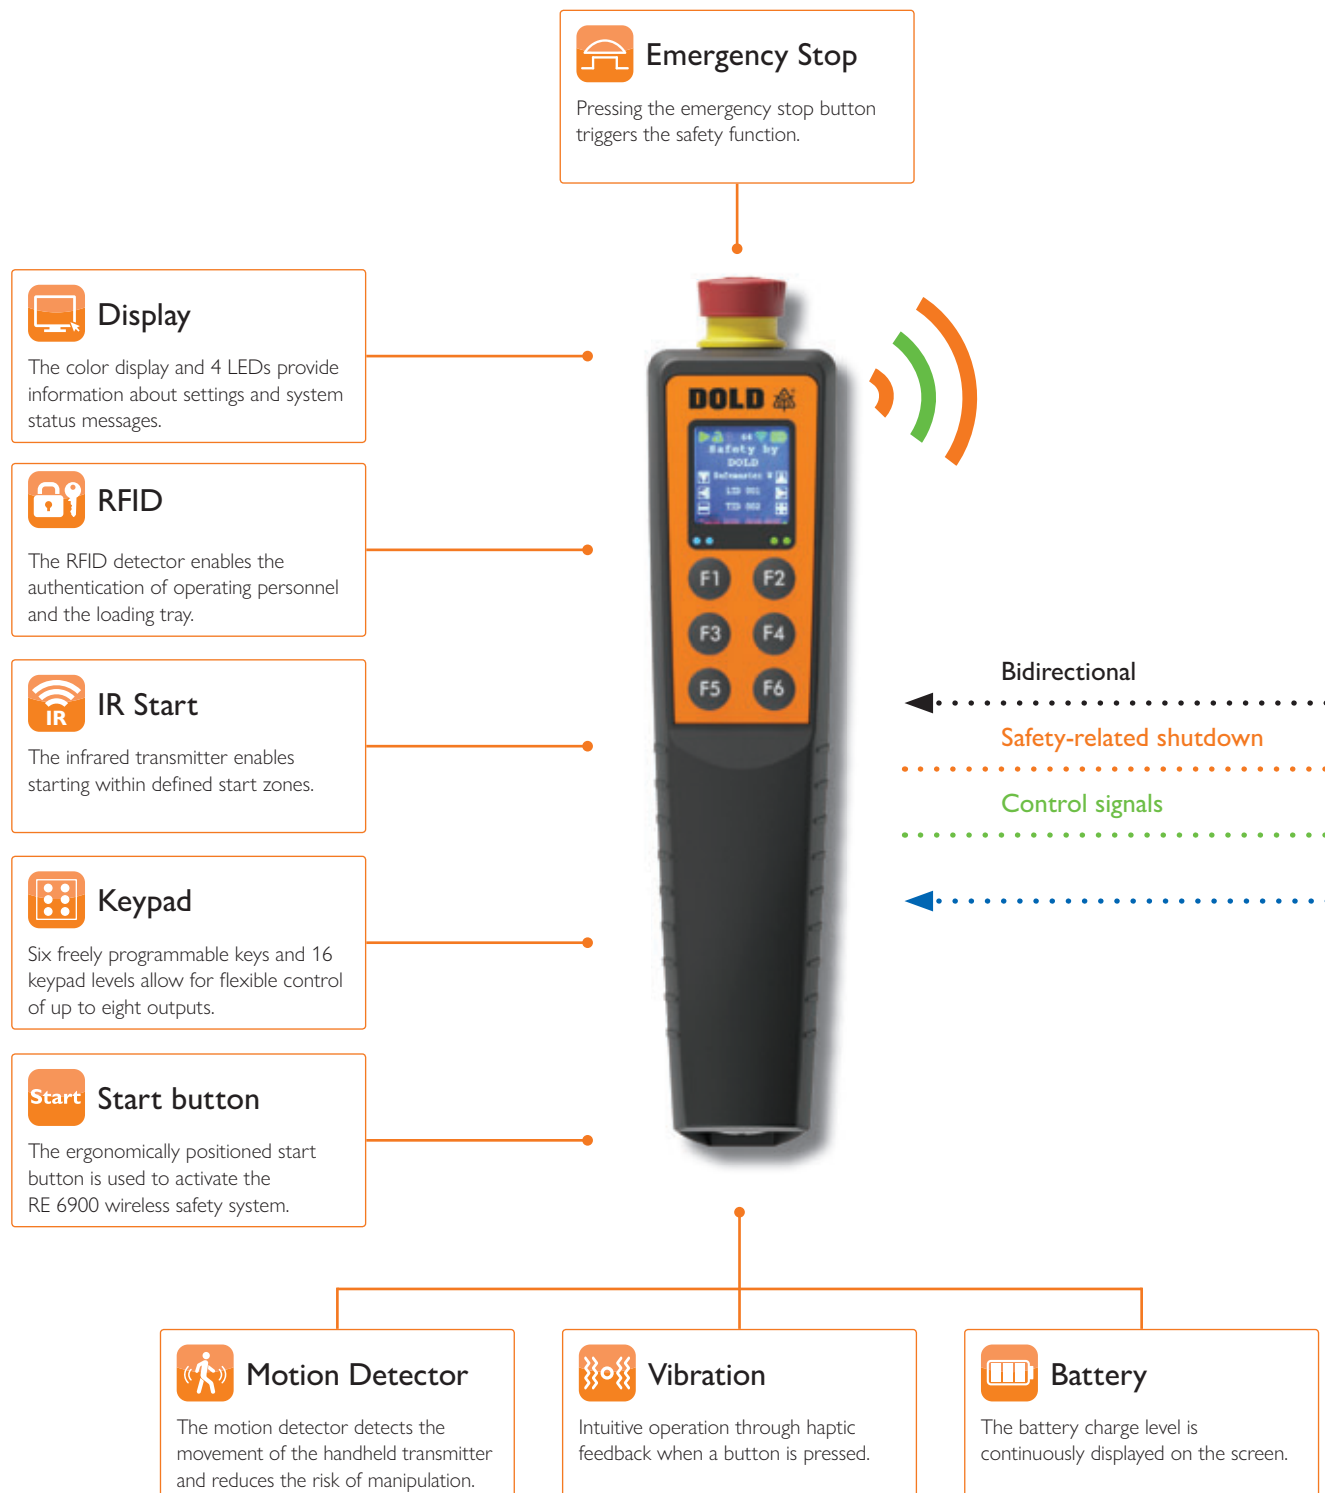 Emergency Stop
Pressing the emergency stop button
triggers the safety function.
Display
The color display and 4 LEDs provide
information about settings and system
status messages.
RFID
The RFID detector enables the
authentication of operating personnel
and the loading tray.
IR
IR Start
The infrared transmitter enables
starting within defined start zones.
Keypad
Six freely programmable keys and 16
keypad levels allow for flexible control
of up to eight outputs.
Start
Start button
The ergonomically positioned start
button is used to activate the
RE 6900 wireless safety system.
DOLD
64
Safety by
DOLD
Safemaster W
LID 001
TID 002
F1 F2
F3 F4
F5 F6
Bidirectional
Safety-related shutdown
Control signals
Motion Detector
The motion detector detects the
movement of the handheld transmitter
and reduces the risk of manipulation.
Vibration
Intuitive operation through haptic
feedback when a button is pressed.
Battery
The battery charge level is
continuously displayed on the screen.